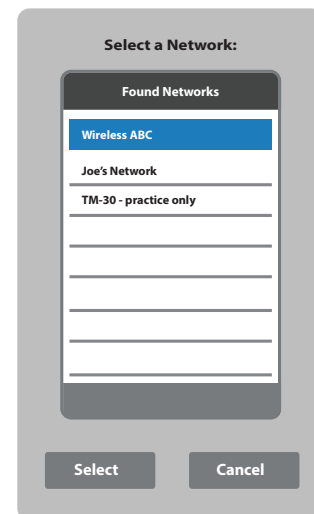 Select a Network:
Found Networks
Wireless ABC
Joe's Network
TM-30 - practice only
Select Cancel